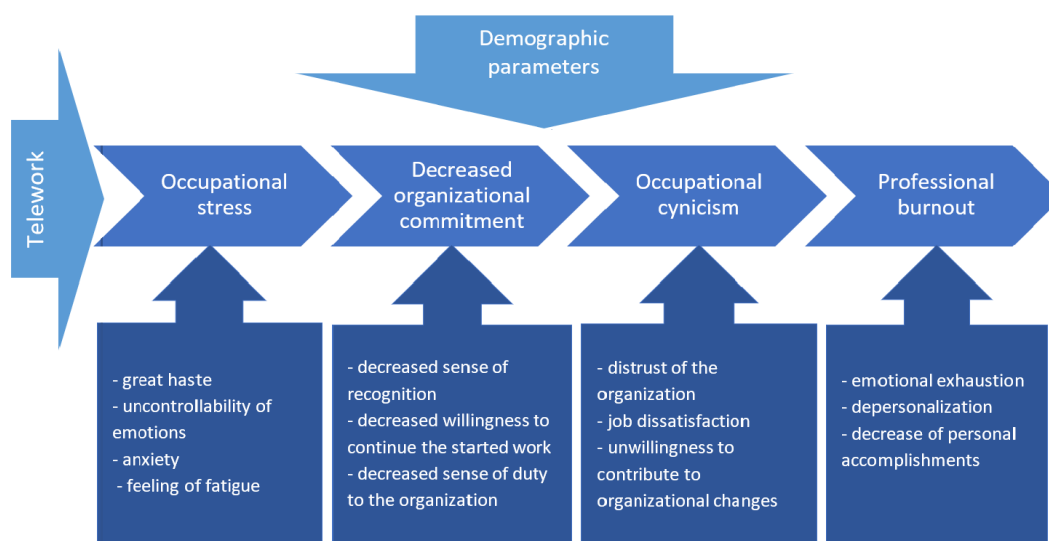 Demographic
parameters
Telework
Occupational
stress
Decreased
organizational
commitment
Occupational
cynicism
Professional
burnout
- great haste
- uncontrollability of
emotions
- anxiety
- feeling of fatigue
- decreased sense of
recognition
- decreased willingness to
continue the started work
- decreased sense of duty
to the organization
- distrust of the
organization
- job dissatisfaction
- unwillingness to
contribute to
organizational changes
- emotional exhaustion
- depersonalization
- decrease of personal
accomplishments